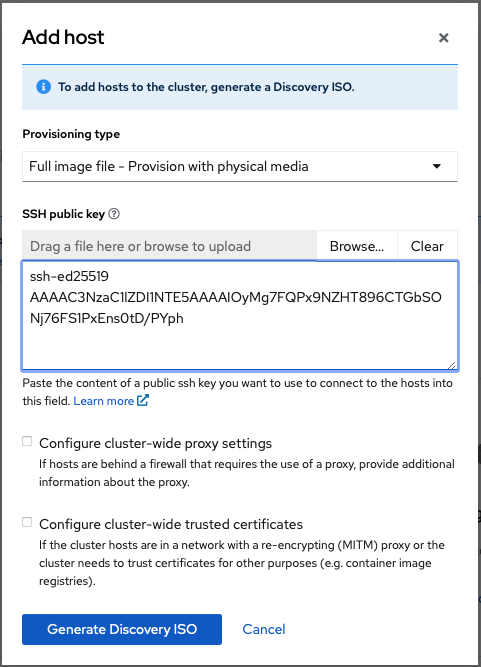 Add host
To add hosts to the cluster, generate a Discovery ISO.
Provisioning type
Full image file - Provision with physical media
SSH public key
Drag a file here or browse to upload
Browse...
Clear
ssh-ed25519
AAAAC3NzaC1lZDI1NTE5AAAAIOyMg7FQPx9NZHT896CTGbSO
Nj76FS1PxEns0tD/PYph
Paste the content of a public ssh key you want to use to connect to the hosts into
this field. Learn more
Configure cluster-wide proxy settings
If hosts are behind a firewall that requires the use of a proxy, provide additional
information about the proxy.
Configure cluster-wide trusted certificates
If the cluster hosts are in a network with a re-encrypting (MITM) proxy or the
cluster needs to trust certificates for other purposes (e.g. container image
registries).
Generate Discovery ISO
Cancel